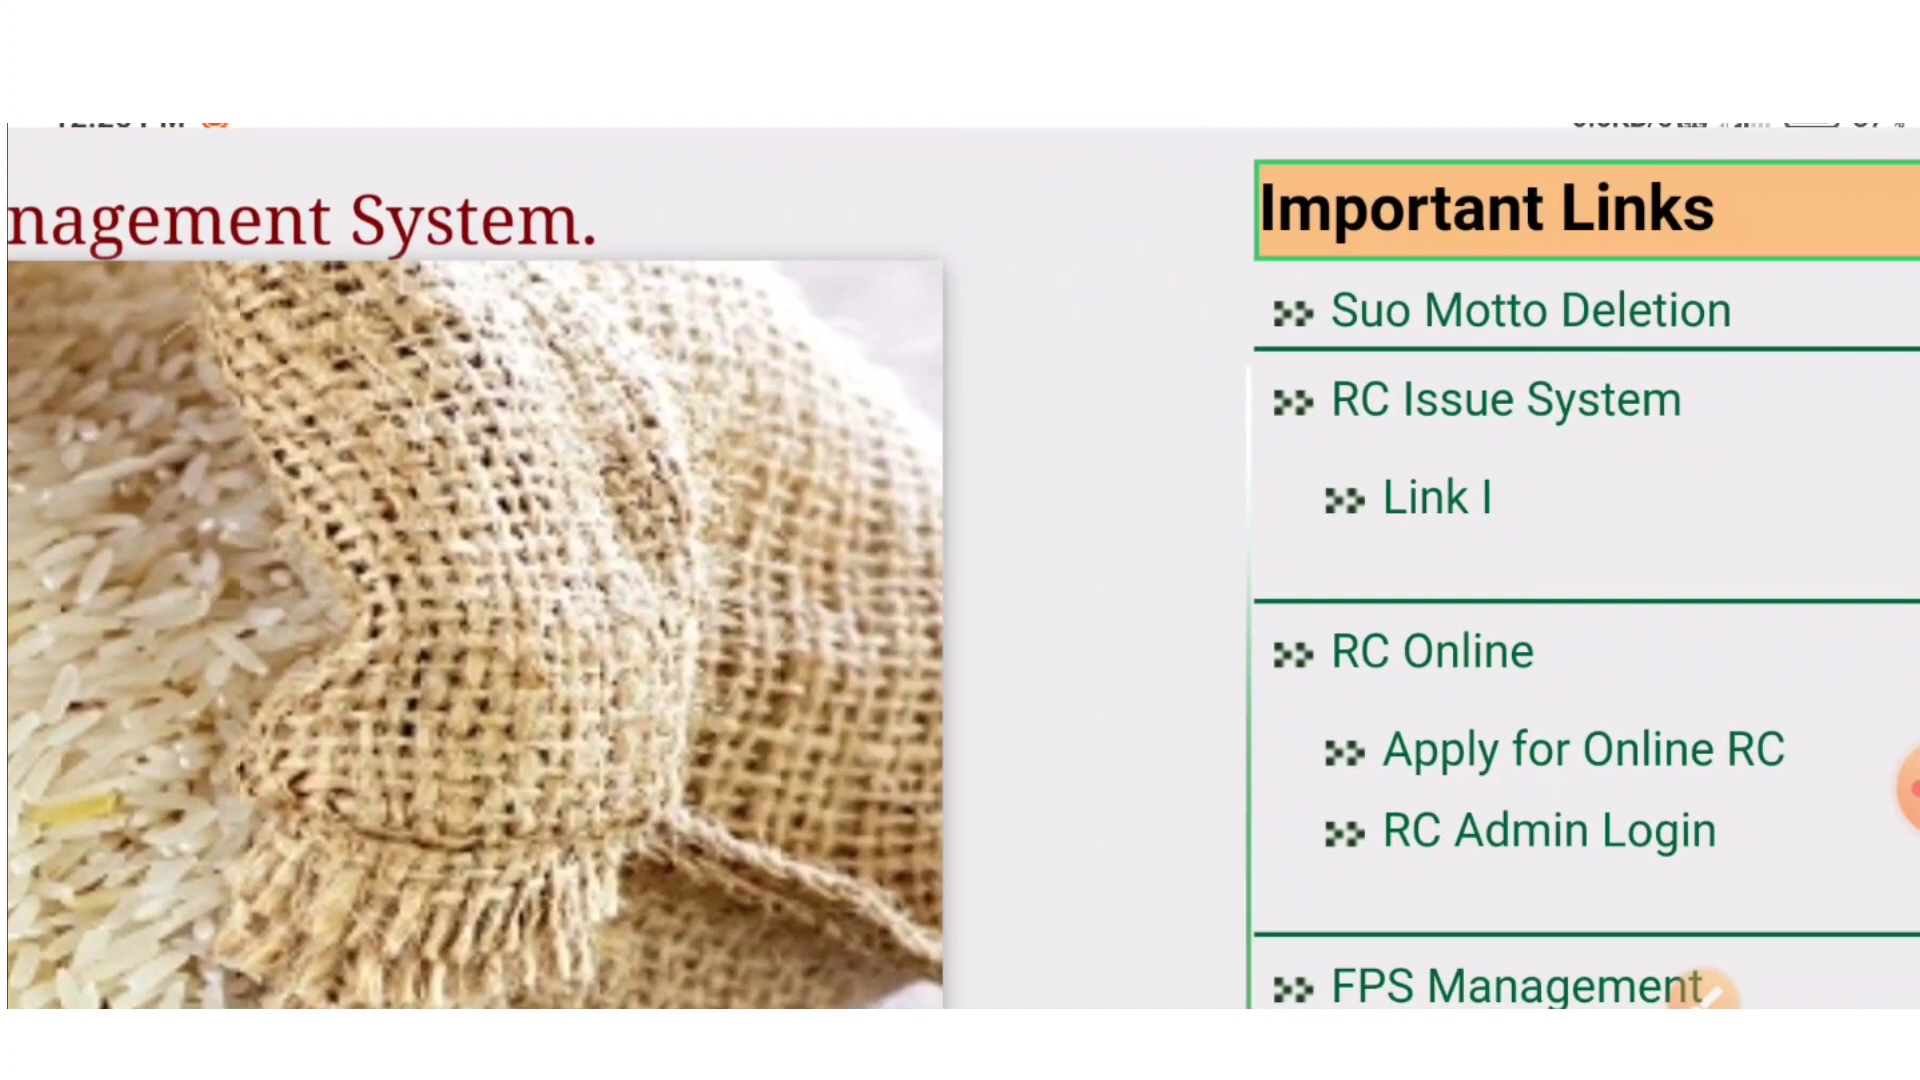 nagement System.
Important Links
Suo Motto Deletion
RC Issue System
Link I
RC Online
Apply for Online RC
RC Admin Login
FPS Management